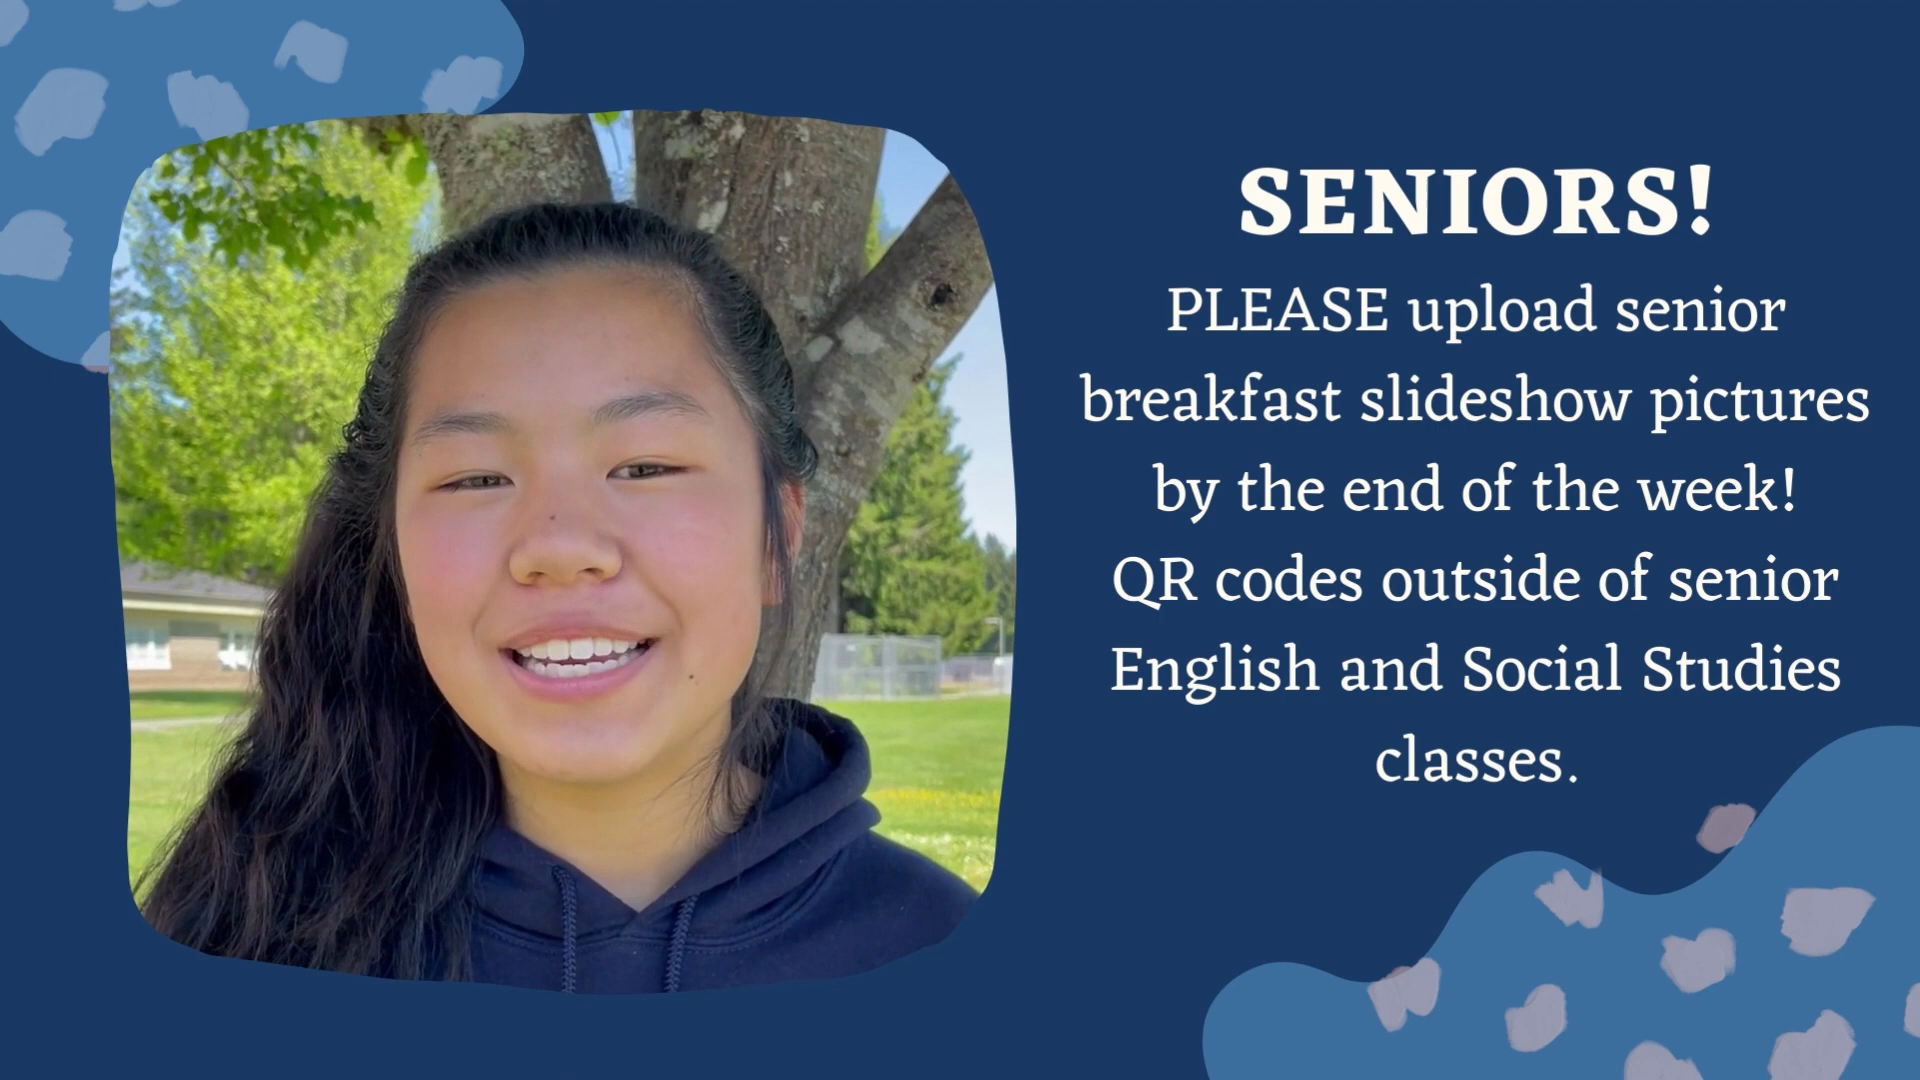 SENIORS!
PLEASE upload senior
breakfast slideshow pictures
by the end of the week!
QR codes outside of senior
English and Social Studies
classes.